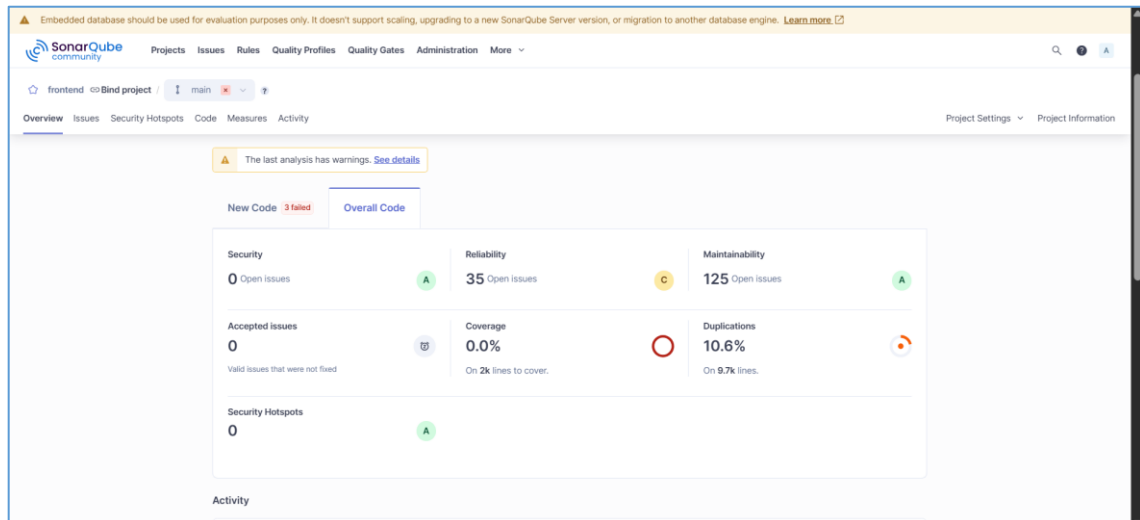 Embedded database should be used for evaluation purposes only. It doesn't support scaling, upgrading to a new SonarQube Server version, or migration to another database engine. Learn more
SonarQube community
Projects Issues Rules Quality Profiles Quality Gates Administration More
A
frontend Bind project / main ?
Overview Issues Security Hotspots Code Measures Activity
Project Settings Project Information
The last analysis has warnings. See details
New Code 3 failed Overall Code
Security Reliability Maintainability
0 Open issues A 35 Open issues C 125 Open issues A
Accepted issues Coverage Duplications
0 0.0% 10.6%
Valid issues that were not fixed On 2k lines to cover. On 9.7k lines.
Security Hotspots
0 A
Activity